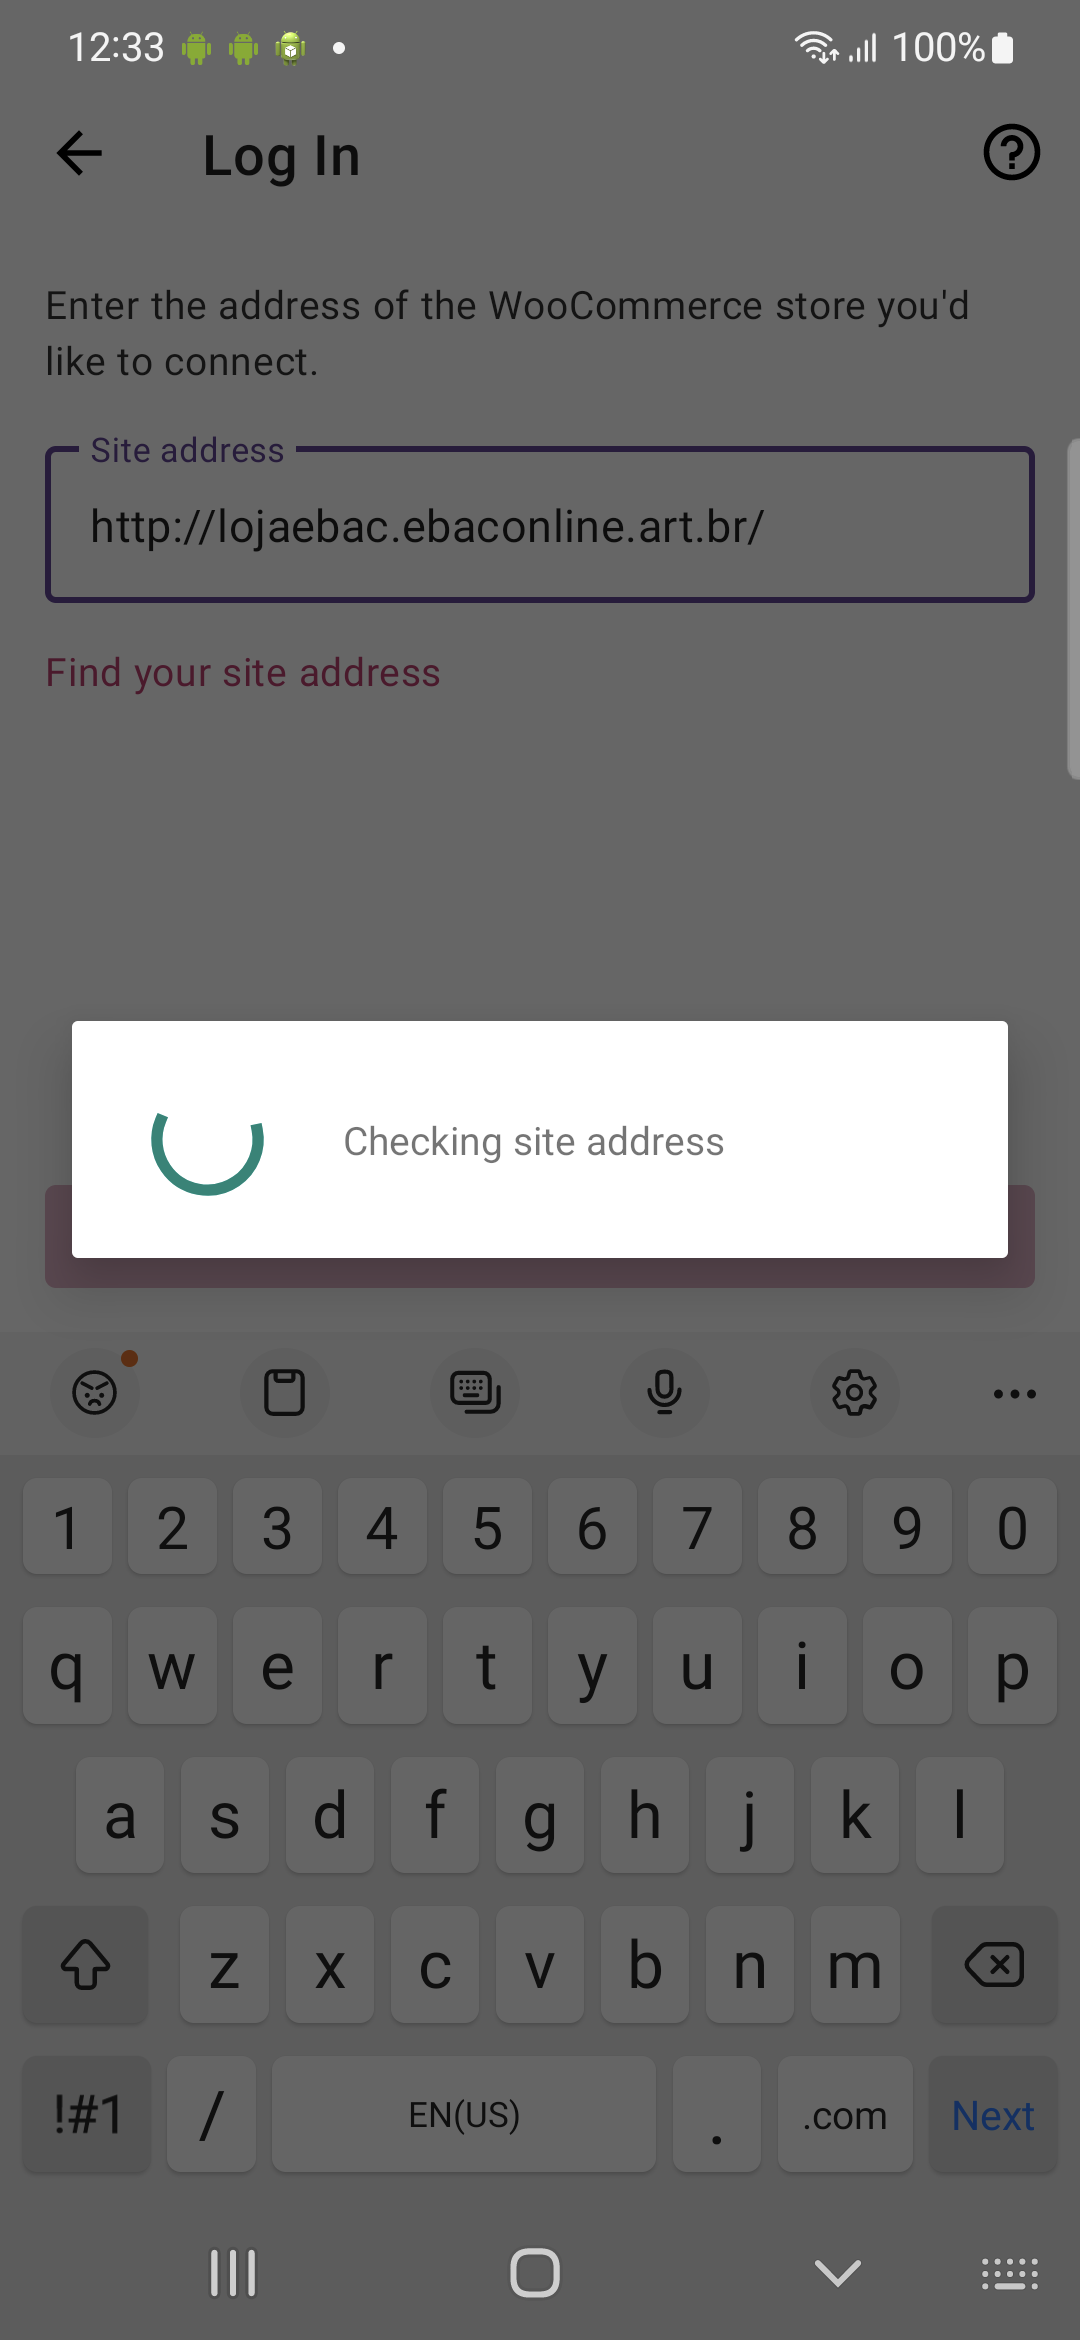 12:33
100%
Log In
Enter the address of the WooCommerce store you'd
like to connect.
Site address
http://lojaebac.ebaconline.art.br/
Find your site address
Checking site address
1 2 3 4 5 6 7 8 9 0
q w e r t y u i o p
a s d f g h j k l
z x c v b n m
!#1 / EN(US) . .com Next